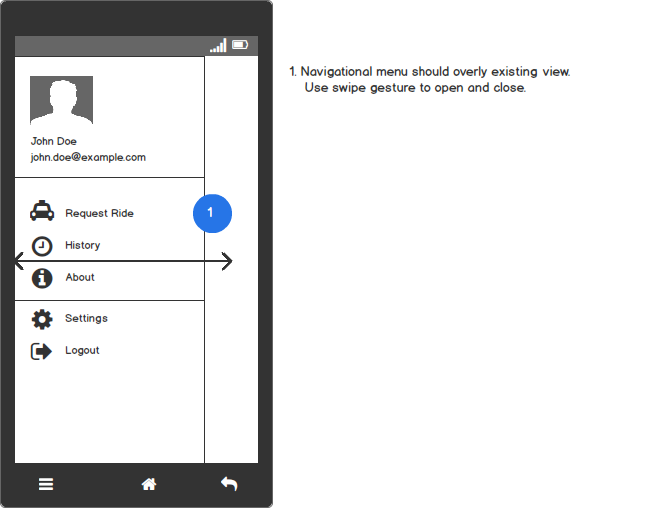 John Doe
john.doe@example.com
Request Ride
1
History
About
Settings
Logout
1. Navigational menu should overly existing view.
Use swipe gesture to open and close.